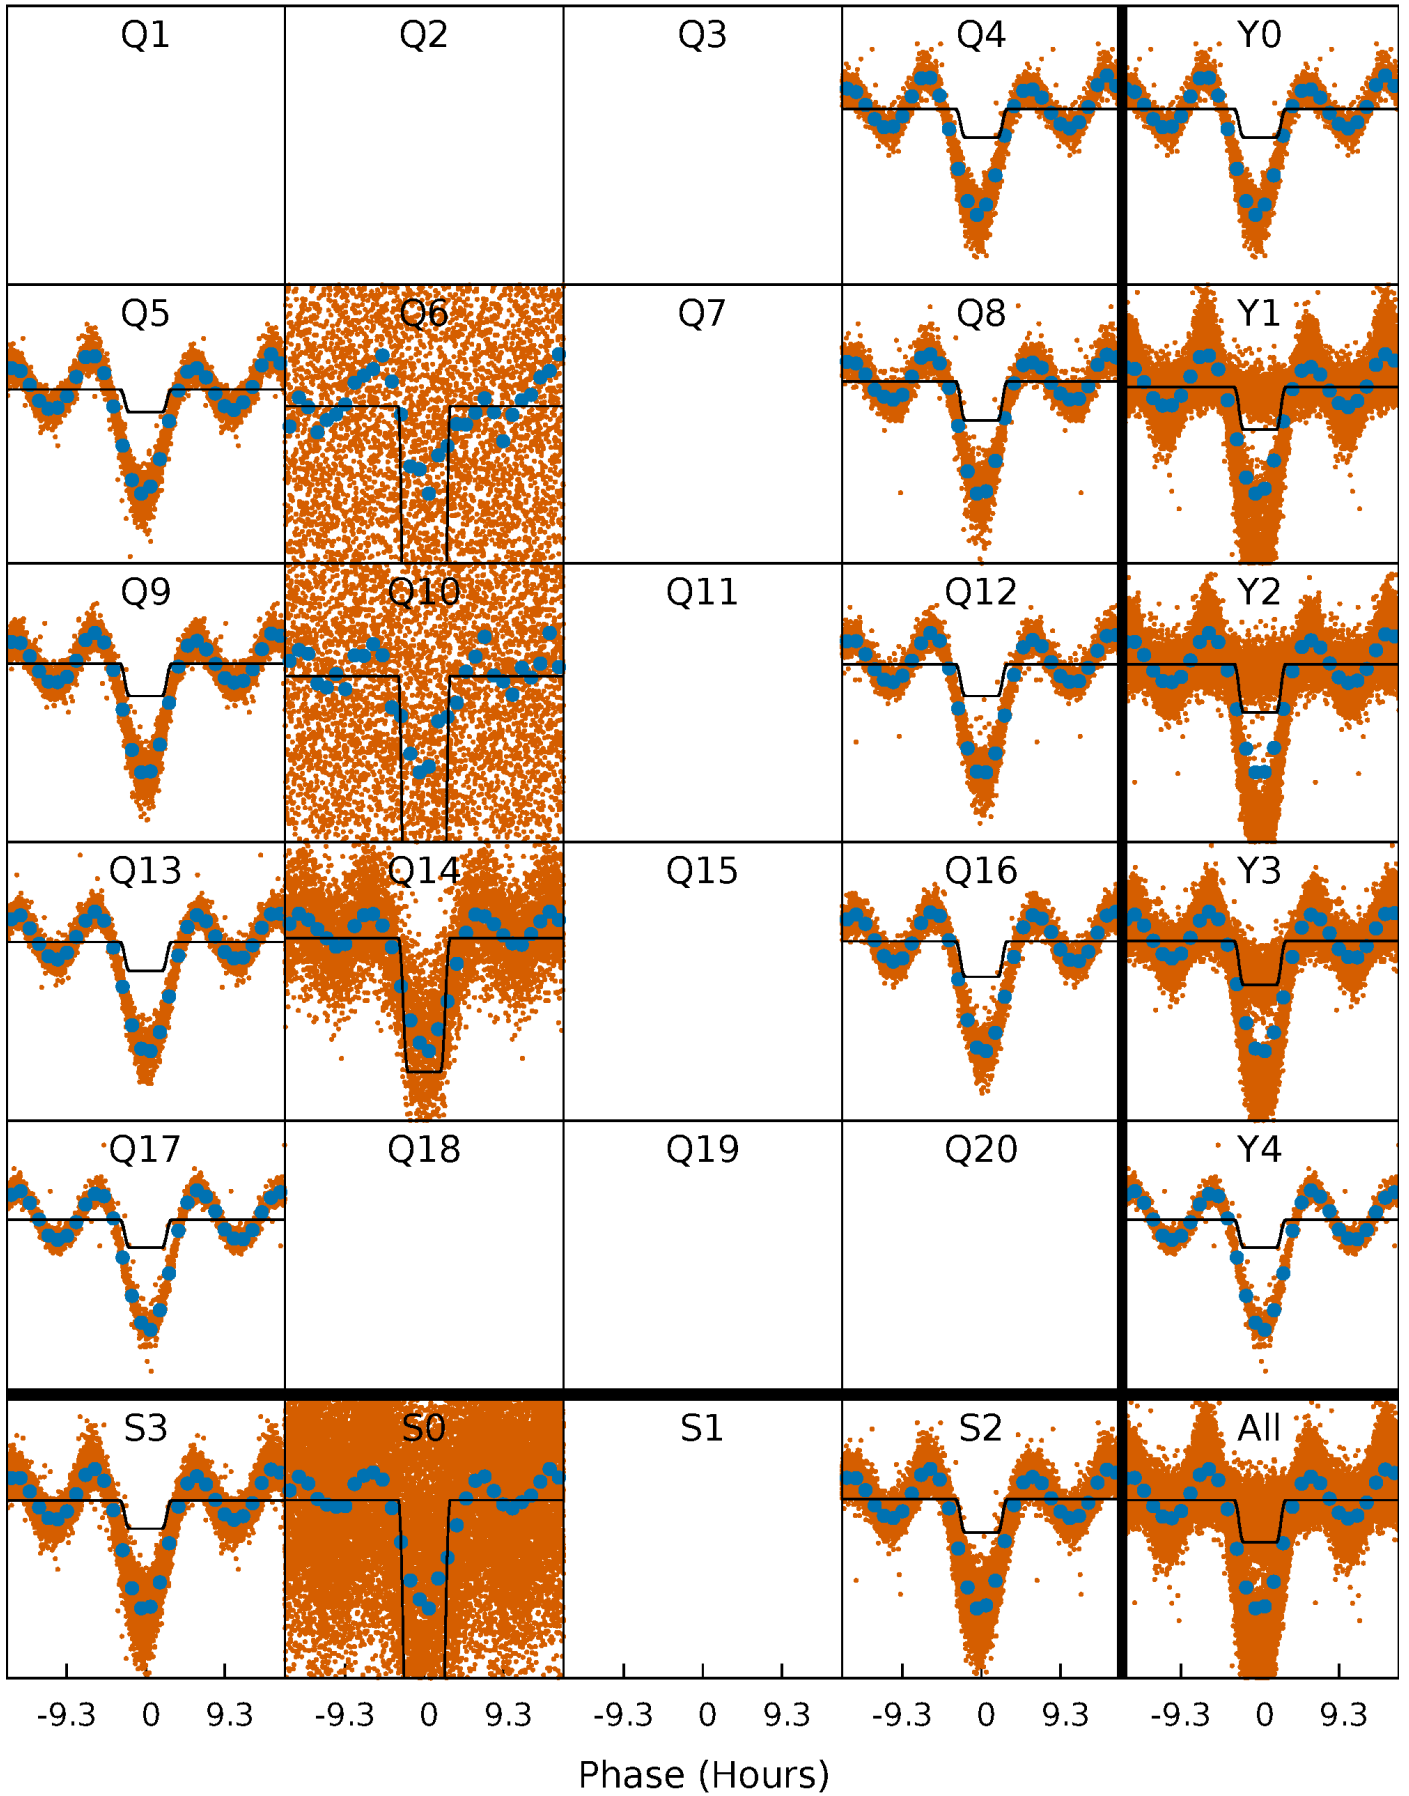 Q1 Q2 Q3 Q4 Y0
Q5 Q6 Q7 Q8 Y1
Q9 Q10 Q11 Q12 Y2
Q13 Q14 Q15 Q16 Y3
Q17 Q18 Q19 Q20 Y4
S3 S0 S1 S2 All
-9.3 0 9.3 -9.3 0 9.3 -9.3 0 9.3 -9.3 0 9.3 -9.3 0 9.3
Phase (Hours)